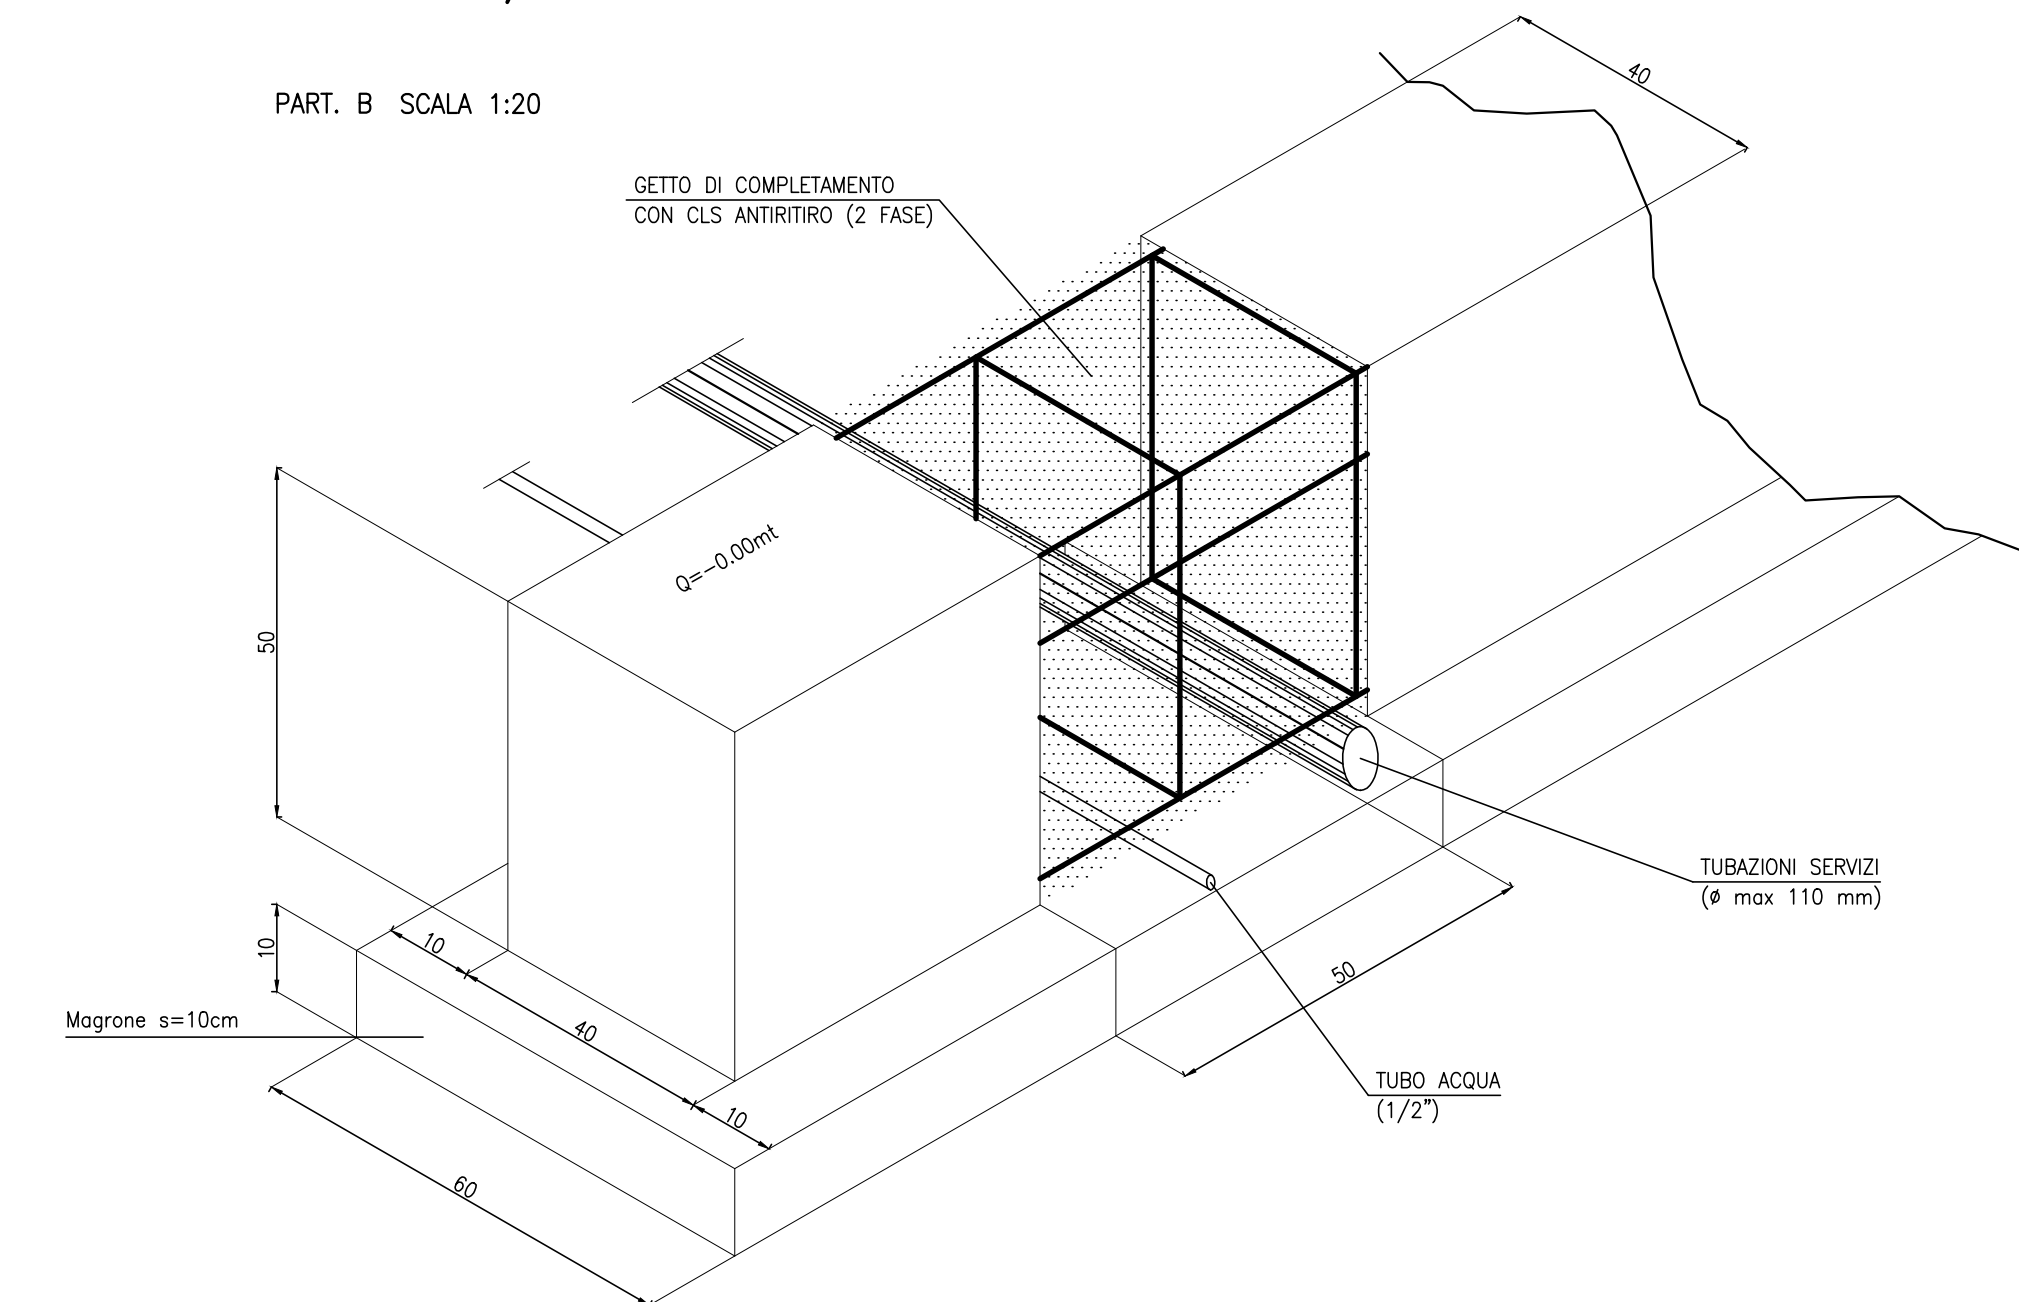 PART. B SCALA 1:20
40
GETTO DI COMPLETAMENTO
CON CLS ANTIRITIRO (2 FASE)
Q=-0.00mt
50
TUBAZIONI SERVIZI
(ø max 110 mm)
10
10
50
Magrone s=10cm
40
TUBO ACQUA
(1/2")
10
60